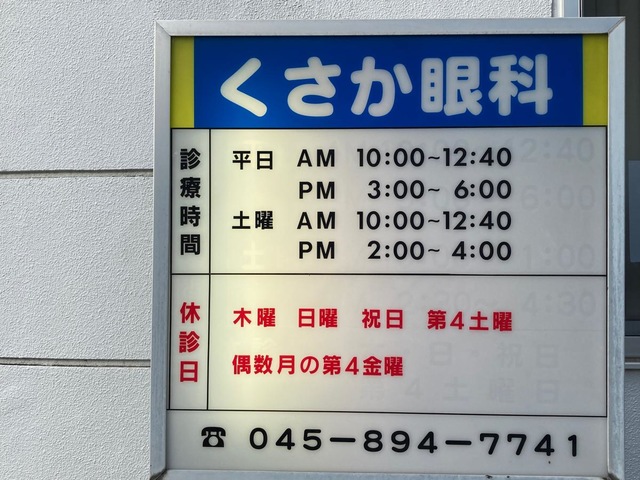 くさか眼科
診療時間
平日 AM 10:00~12:40
PM 3:00~ 6:00
土曜 AM 10:00~12:40
PM 2:00~ 4:00
休診日
木曜 日曜 祝日 第4土曜
偶数月の第4金曜
☎ 045-894-7741